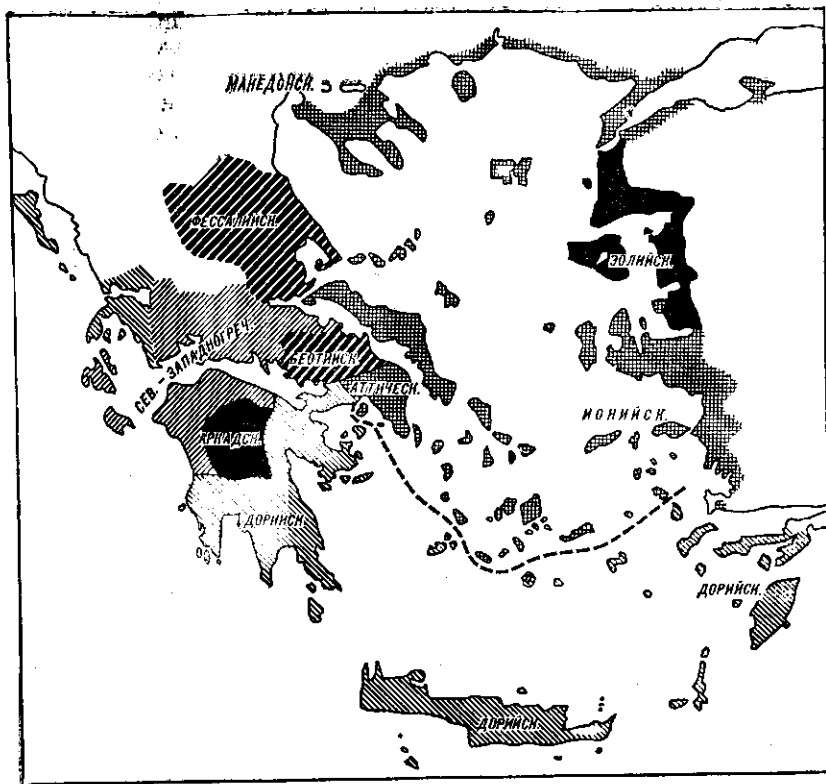 МАКЕДОНСК.
ФЕССАЛИЙСК.
ЭОЛИЙСК.
СЕВ.-ЗАПАДНОГРЕЧ.
БЕОТИЙСК.
АТТИЧЕСК.
ИОНИЙСК.
АРКАДСК.
ДОРИЙСК.
ДОРИЙСК.
ДОРИЙСК.